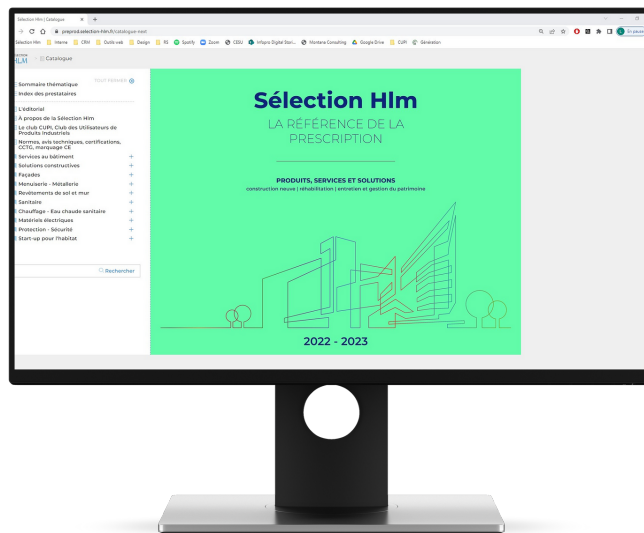 Sélection Hlm | Catalogue
preprod.selection-hlm.fr/catalogue-next
En pause
Sélection Hlm Interne CRM Outils web Design RS Spotify Zoom CESU Infopro Digital Stori... Montana Consulting Google Drive CUPI Génération
HLM
Catalogue
TOUT FERMER
Sommaire thématique
Index des prestataires
L'éditorial
A propos de la Sélection Hlm
Le club CUPI, Club des Utilisateurs de
Produits Industriels
Normes, avis techniques, certifications,
CCTG, marquage CE
Services au bâtiment +
Solutions constructives +
Façades +
Menuiserie - Métallerie +
Revêtements de sol et mur +
Sanitaire +
Chauffage - Eau chaude sanitaire +
Matériels électriques +
Protection - Sécurité +
Start-up pour l'habitat +
Rechercher
Sélection Hlm
LA RÉFÉRENCE DE LA
PRESCRIPTION
PRODUITS, SERVICES ET SOLUTIONS
construction neuve | réhabilitation | entretien et gestion du patrimoine
2022 - 2023